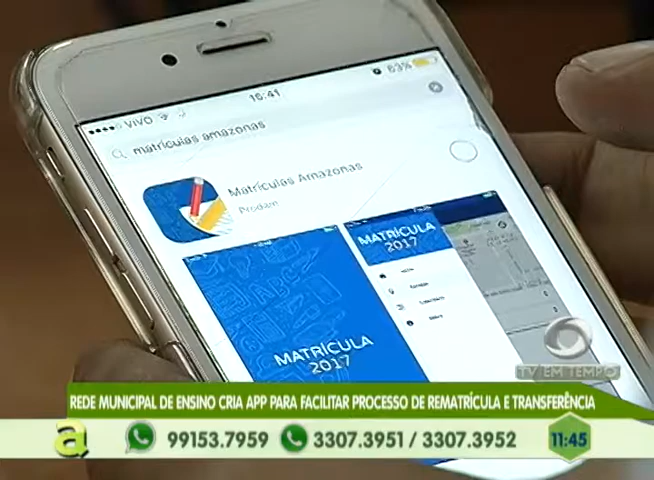 VIVO 16:41 63%
matriculas amazonas
Matrículas Amazonas
Prodam
MATRÍCULA
2017
MATRÍCULA
2017
TV EM TEMPO
REDE MUNICIPAL DE ENSINO CRIA APP PARA FACILITAR PROCESSO DE REMATRÍCULA E TRANSFERÊNCIA
a 99153.7959 3307.3951 / 3307.3952 11:45